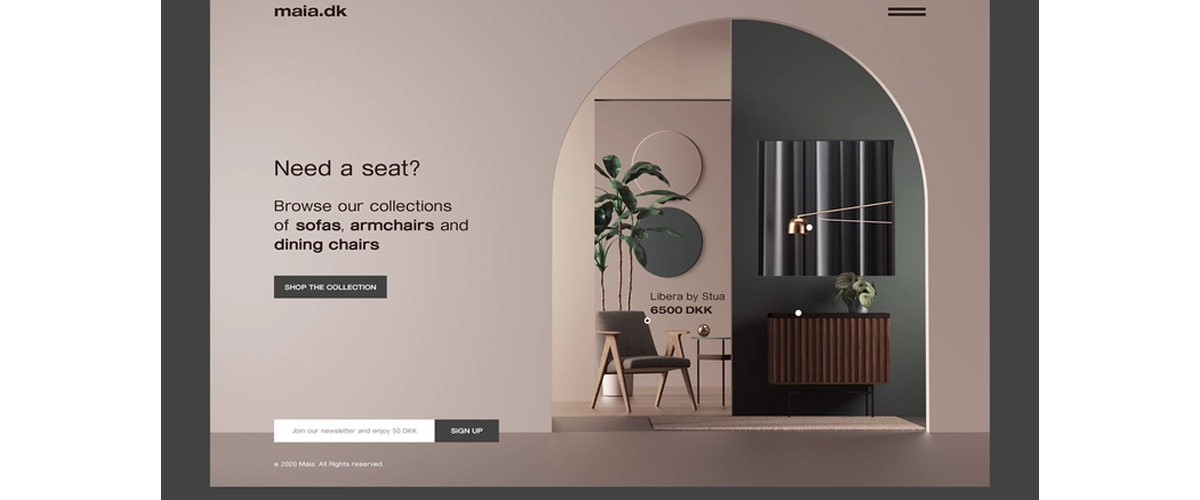 maia.dk
Need a seat?
Browse our collections
of sofas, armchairs and
dining chairs
SHOP THE COLLECTION
Libera by Stua
6500 DKK
Join our newsletter and enjoy 50 DKK
SIGN UP
© 2020 Maia. All Rights reserved.